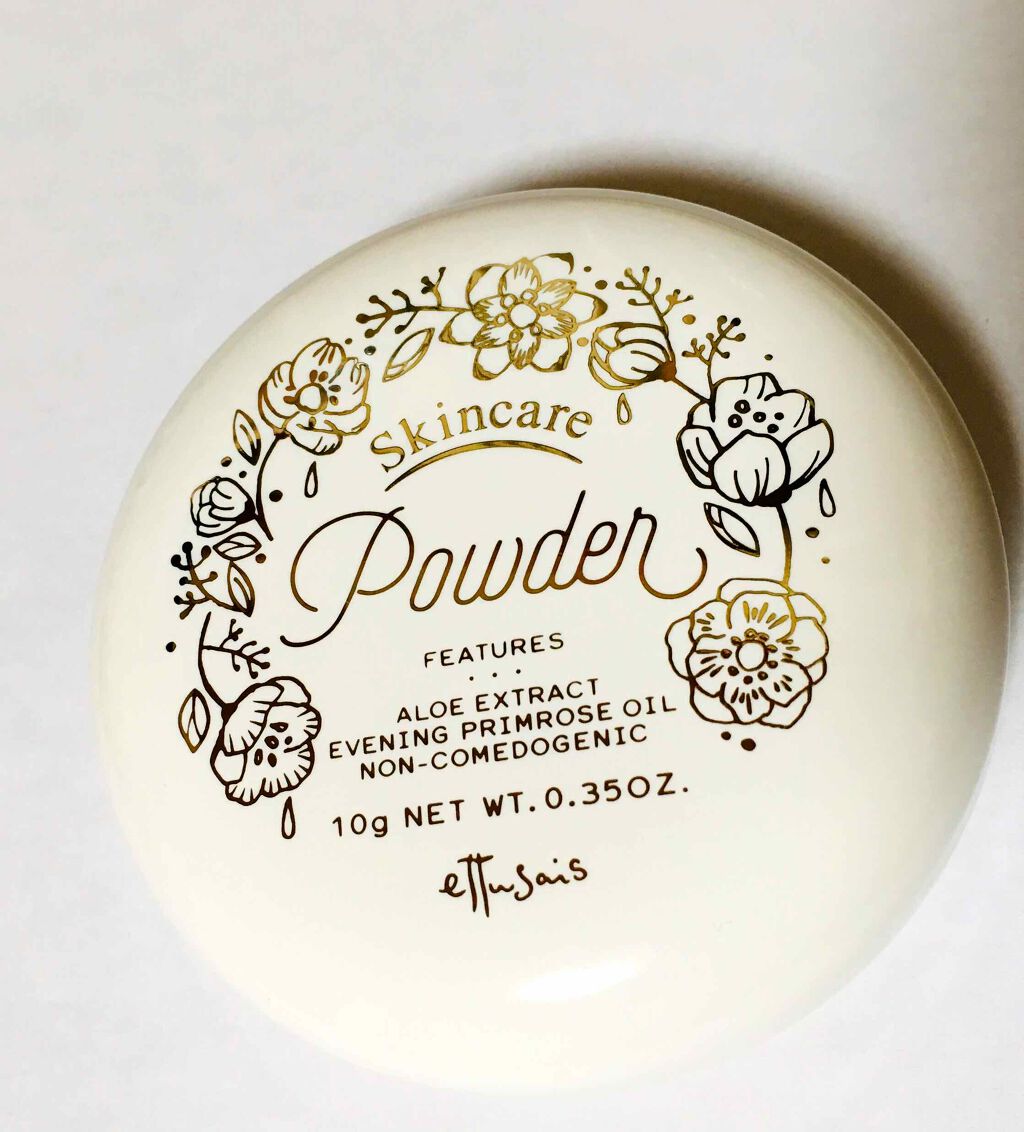 Skincare
Powder
FEATURES
...
ALOE EXTRACT
EVENING PRIMROSE OIL
NON-COMEDOGENIC
10g NET WT. 0.35OZ.
ettusais